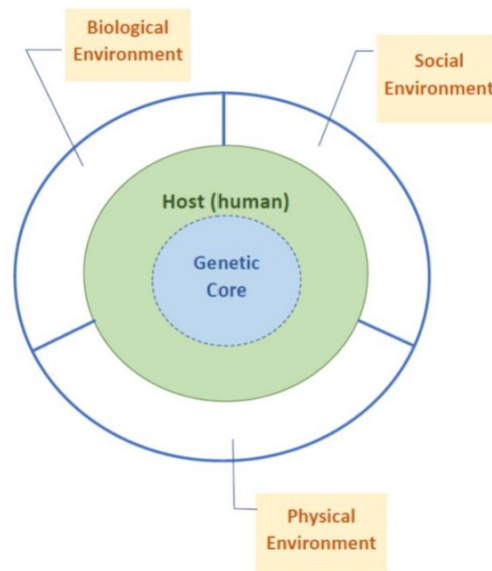 Biological
Environment
Social
Environment
Host (human)
Genetic
Core
Physical
Environment